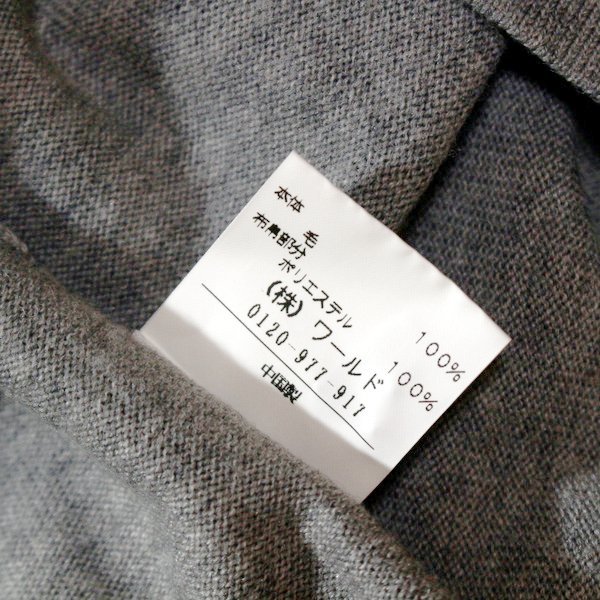 本体
毛 100%
布帛部分
ポリエステル 100%
(株) ワールド
0120-977-917
中国製